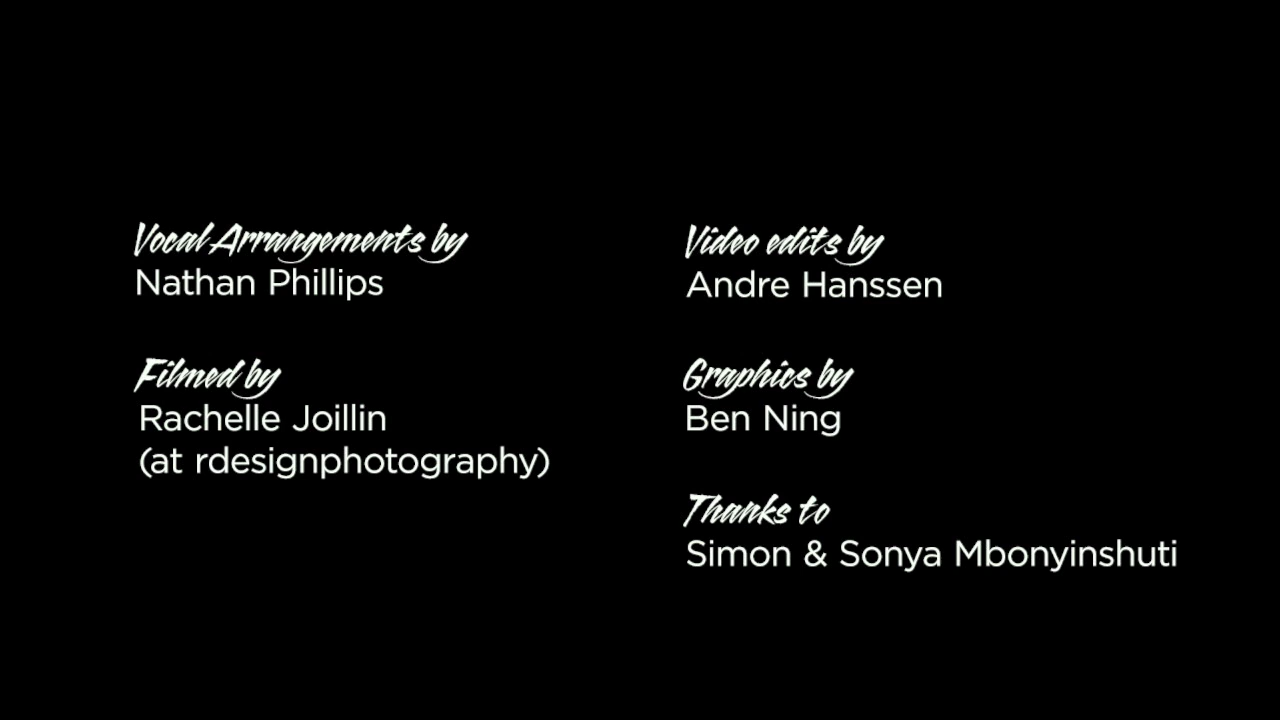 Vocal Arrangements by
Nathan Phillips
Filmed by
Rachelle Joillin
(at rdesignphotography)
Video edits by
Andre Hanssen
Graphics by
Ben Ning
Thanks to
Simon & Sonya Mbonyinshuti